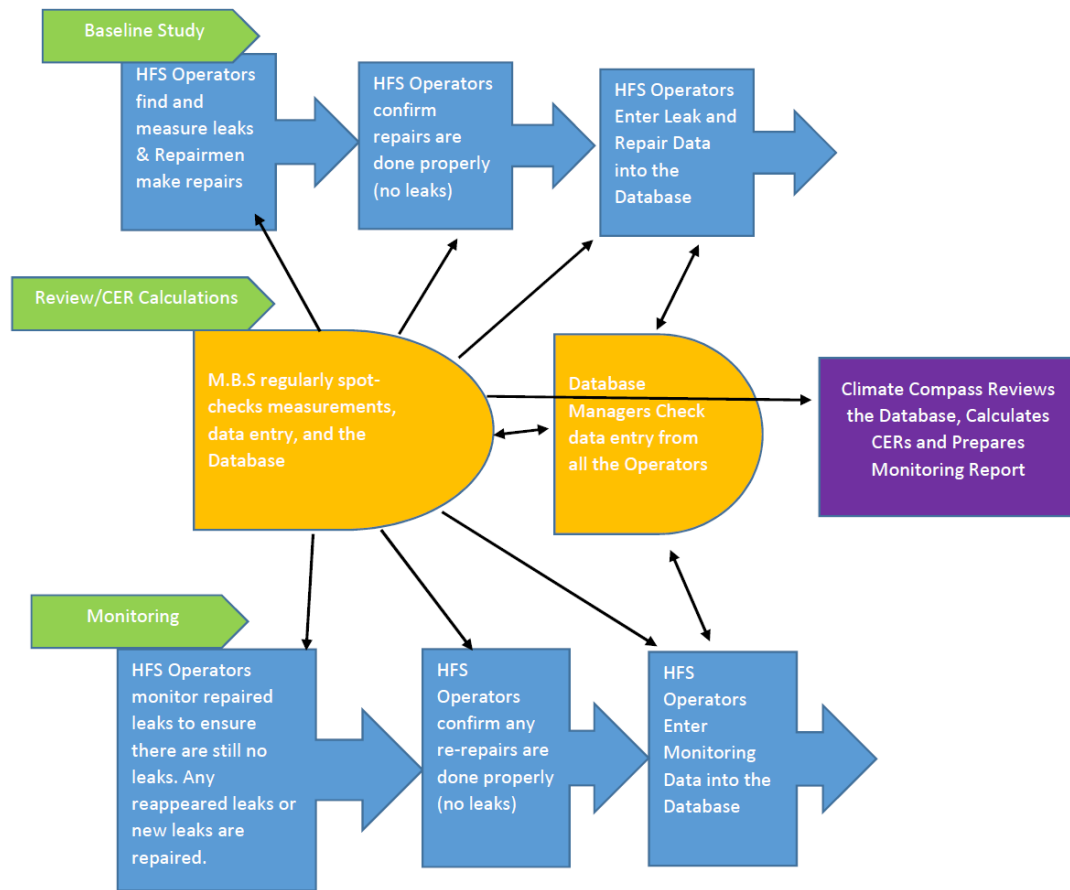 Baseline Study
HFS Operators
find and
measure leaks
& Repairmen
make repairs
HFS Operators
confirm
repairs are
done properly
(no leaks)
HFS Operators
Enter Leak and
Repair Data
into the
Database
Review/CER Calculations
M.B.S regularly spot-
checks measurements,
data entry, and the
Database
Database
Managers Check
data entry from
all the Operators
Climate Compass Reviews
the Database, Calculates
CERs and Prepares
Monitoring Report
Monitoring
HFS Operators
monitor repaired
leaks to ensure
there are still no
leaks. Any
reappeared leaks or
new leaks are
repaired.
HFS
Operators
confirm any
re-repairs are
done properly
(no leaks)
HFS
Operators
Enter
Monitoring
Data into the
Database